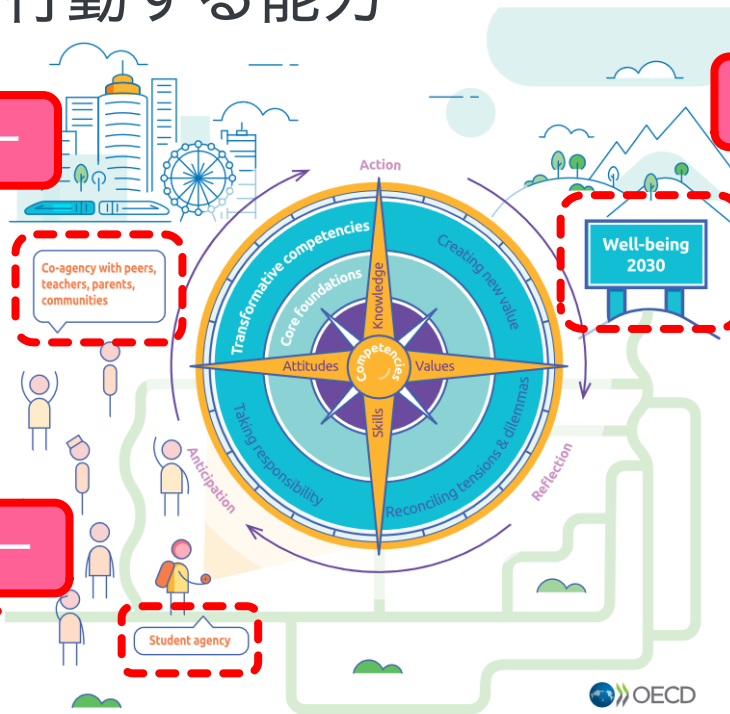 行動する能力
ー
Action
Transformative competencies
Creating new value
Well-being
2030
Co-agency with peers,
teachers, parents,
communities
Core foundations
Knowledge
Competencies
Attitudes
Values
Skills
Taking responsibility
Reconciling tensions & dilemmas
Anticipation
Reflection
ー
Student agency
OECD